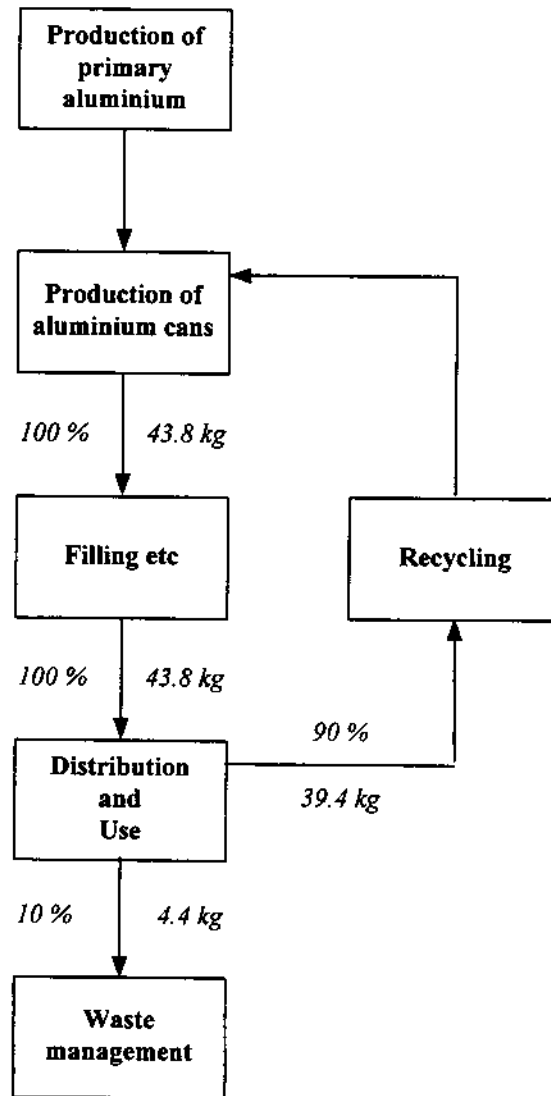 Production of
primary
aluminium
Production of
aluminium cans
100 % 43.8 kg
Filling etc
Recycling
100 % 43.8 kg
90 %
Distribution
and
Use
39.4 kg
10 % 4.4 kg
Waste
management